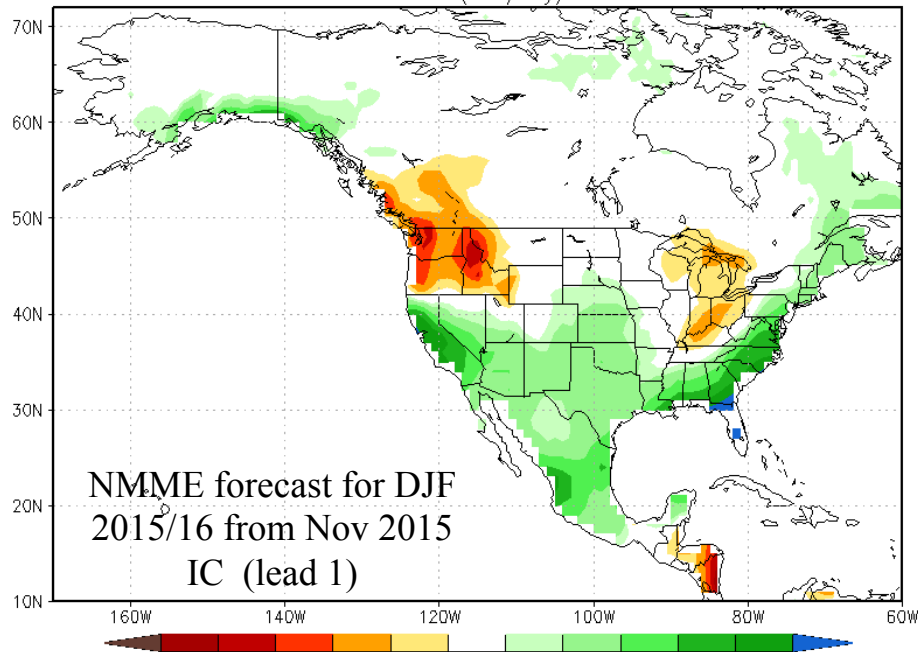 70N
60N
50N
40N
30N
20N
10N
NMME forecast for DJF
2015/16 from Nov 2015
IC (lead 1)
160W 140W 120W 100W 80W 60W